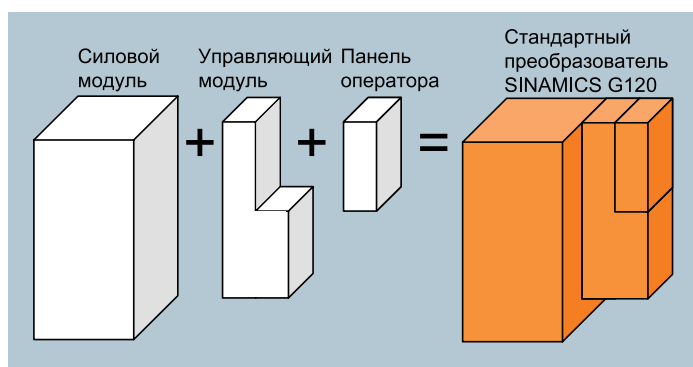 Силовой
модуль
+
Управляющий
модуль
+
Панель
оператора
=
Стандартный
преобразователь
SINAMICS G120